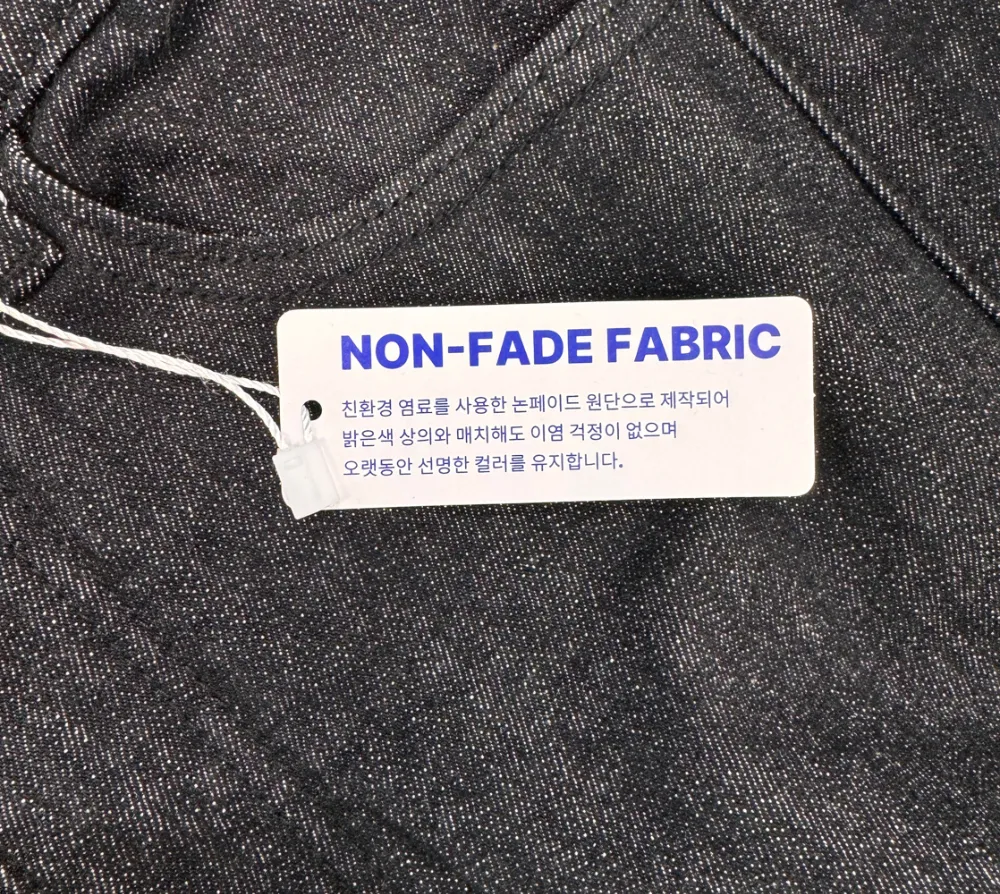 NON-FADE FABRIC
친환경 염료를 사용한 논페이드 원단으로 제작되어
밝은색 상의와 매치해도 이염 걱정이 없으며
오랫동안 선명한 컬러를 유지합니다.